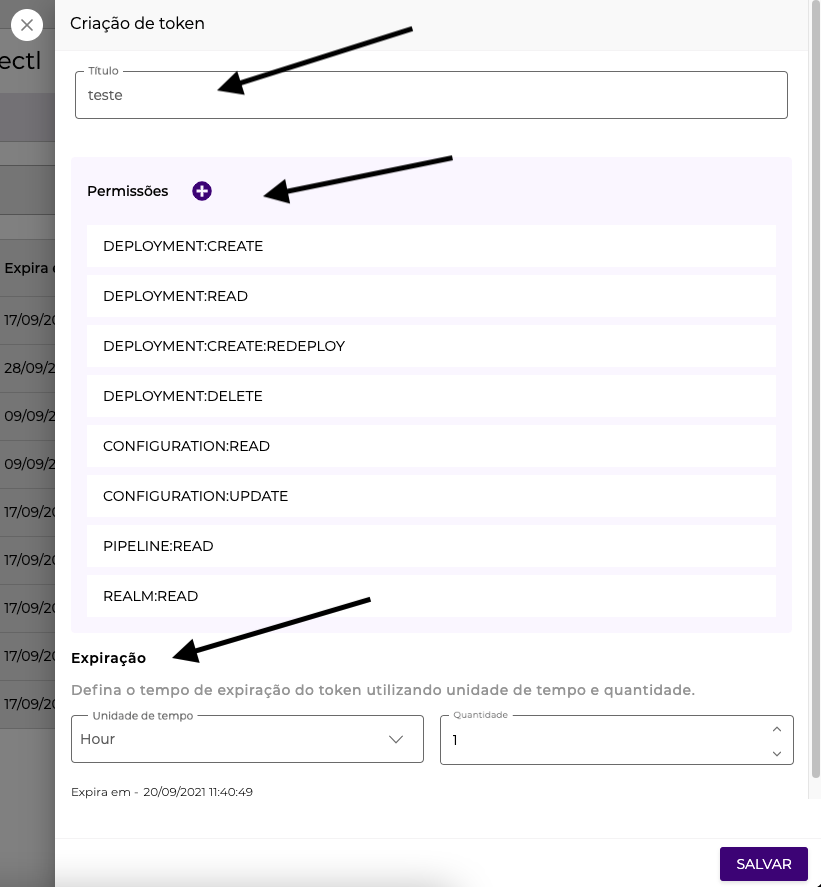 Criação de token
ectl
Título
teste
Permissões
DEPLOYMENT:CREATE
DEPLOYMENT:READ
Expira e
DEPLOYMENT:CREATE:REDEPLOY
17/09/20
28/09/2
DEPLOYMENT:DELETE
09/09/2
CONFIGURATION:READ
09/09/2
CONFIGURATION:UPDATE
17/09/20
PIPELINE:READ
17/09/20
REALM:READ
17/09/20
Expiração
17/09/20
Defina o tempo de expiração do token utilizando unidade de tempo e quantidade.
17/09/20
Unidade de tempo
Hour
Quantidade
1
Expira em - 20/09/2021 11:40:49
SALVAR